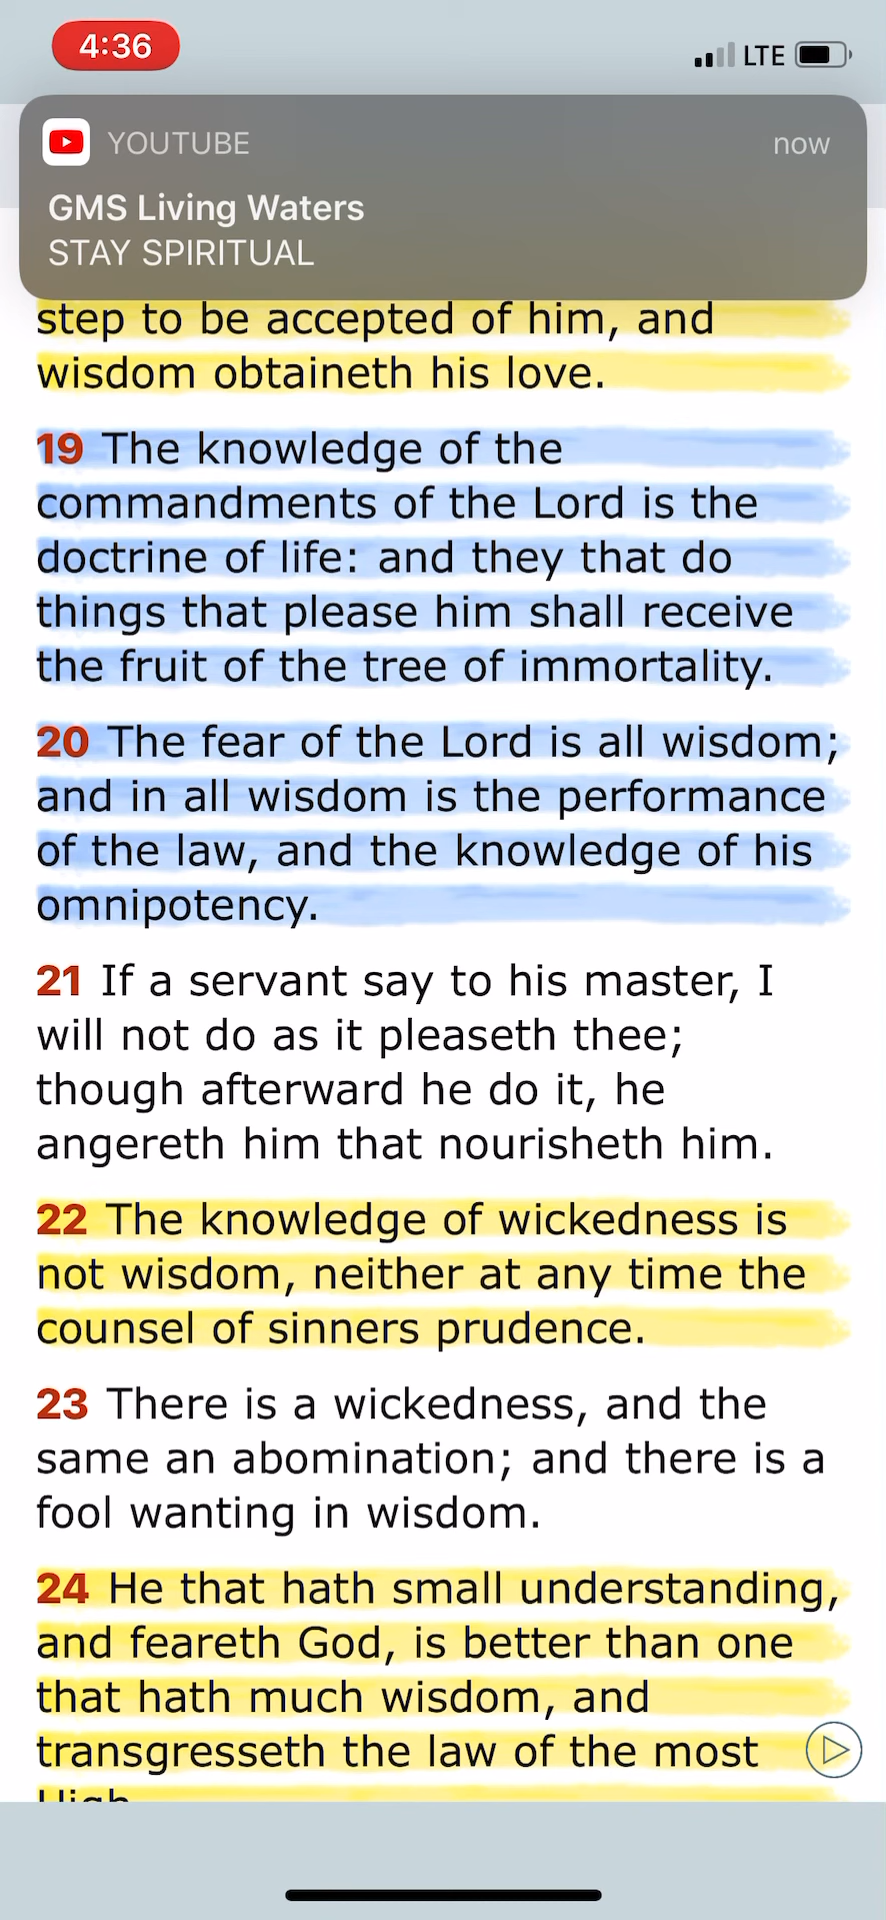 4:36
LTE
YOUTUBE
now
GMS Living Waters
STAY SPIRITUAL
step to be accepted of him, and
wisdom obtaineth his love.
19 The knowledge of the
commandments of the Lord is the
doctrine of life: and they that do
things that please him shall receive
the fruit of the tree of immortality.
20 The fear of the Lord is all wisdom;
and in all wisdom is the performance
of the law, and the knowledge of his
omnipotency.
21 If a servant say to his master, I
will not do as it pleaseth thee;
though afterward he do it, he
angereth him that nourisheth him.
22 The knowledge of wickedness is
not wisdom, neither at any time the
counsel of sinners prudence.
23 There is a wickedness, and the
same an abomination; and there is a
fool wanting in wisdom.
24 He that hath small understanding,
and feareth God, is better than one
that hath much wisdom, and
transgresseth the law of the most
High